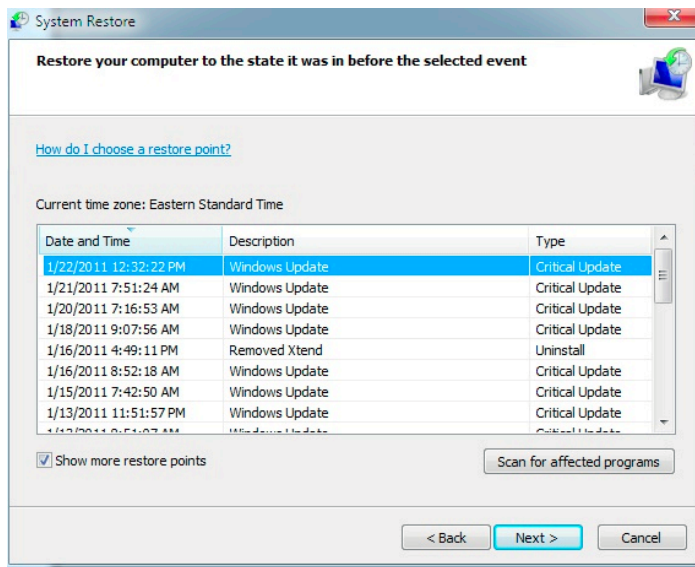 System Restore
Restore your computer to the state it was in before the selected event
How do I choose a restore point?
Current time zone: Eastern Standard Time
Date and Time Description Type
1/22/2011 12:32:22 PM Windows Update Critical Update
1/21/2011 7:51:24 AM Windows Update Critical Update
1/20/2011 7:16:53 AM Windows Update Critical Update
1/18/2011 9:07:56 AM Windows Update Critical Update
1/16/2011 4:49:11 PM Removed Xtend Uninstall
1/16/2011 8:52:18 AM Windows Update Critical Update
1/15/2011 7:42:50 AM Windows Update Critical Update
1/13/2011 11:51:57 PM Windows Update Critical Update
Windows Update Critical Update
Show more restore points Scan for affected programs
< Back Next > Cancel